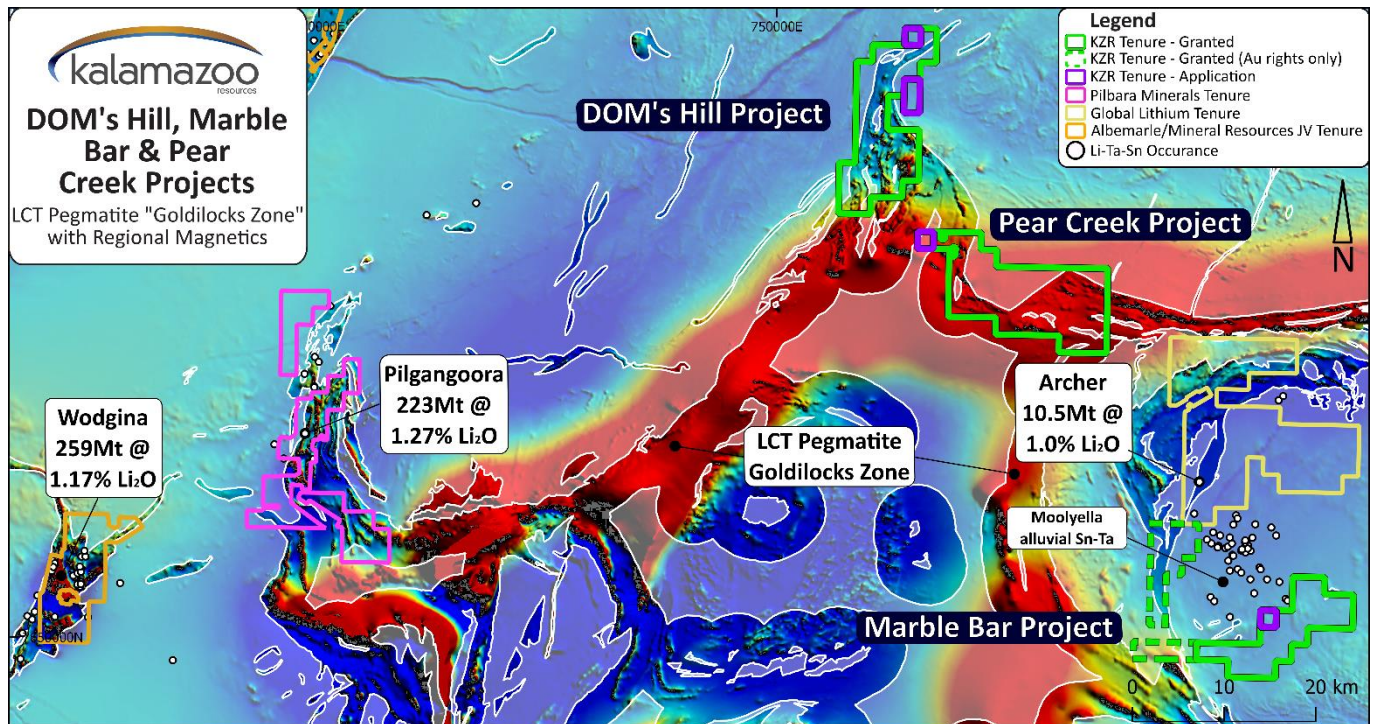 kalamazoo
resources
DOM's Hill, Marble
Bar & Pear
Creek Projects
LCT Pegmatite "Goldilocks Zone"
with Regional Magnetics
750000E
Legend
KZR Tenure - Granted
KZR Tenure - Granted (Au rights only)
KZR Tenure - Application
Pilbara Minerals Tenure
Global Lithium Tenure
Albemarle/Mineral Resources JV Tenure
Li-Ta-Sn Occurance
DOM's Hill Project
Pear Creek Project
N
Pilgangoora
223Mt @
1.27% Li₂O
Wodgina
259Mt @
1.17% Li₂O
Archer
10.5Mt @
1.0% Li₂O
LCT Pegmatite
Goldilocks Zone
Moolyella
alluvial Sn-Ta
Marble Bar Project
0 10 20 km